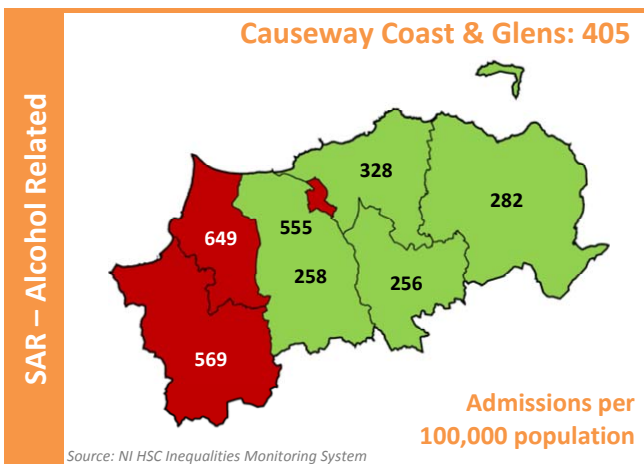 Causeway Coast & Glens: 405
SAR – Alcohol Related
328
282
649
555
258
256
569
Admissions per
100,000 population
Source: NI HSC Inequalities Monitoring System